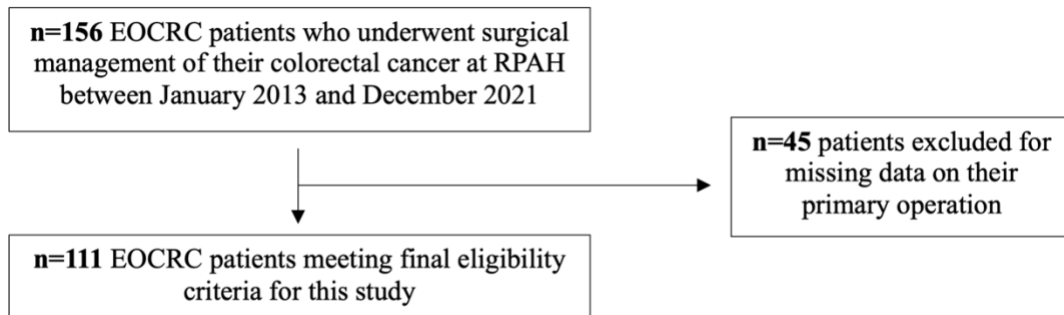 n=156 EOCRC patients who underwent surgical
management of their colorectal cancer at RPAH
between January 2013 and December 2021
n=45 patients excluded for
missing data on their
primary operation
n=111 EOCRC patients meeting final eligibility
criteria for this study